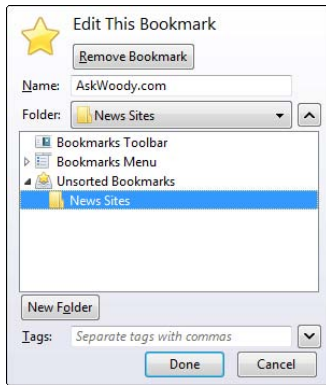 Edit This Bookmark
Remove Bookmark
Name: AskWoody.com
Folder: News Sites
Bookmarks Toolbar
Bookmarks Menu
Unsorted Bookmarks
News Sites
New Folder
Tags: Separate tags with commas
Done Cancel